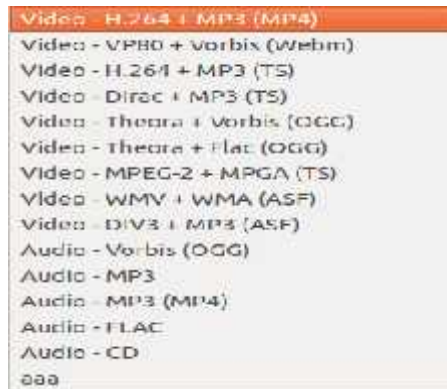 Video - H.264 + MP3 (MP4)
Video - VP80 + Vorbis (Webm)
Video - H.264 + MP3 (TS)
Video - Dirac + MP3 (TS)
Video - Theora + Vorbis (OGG)
Video - Theora + Flac (OGG)
Video - MPEG-2 + MPGA (TS)
Video - WMV + WMA (ASF)
Video - DIV3 + MP3 (ASF)
Audio - Vorbis (OGG)
Audio - MP3
Audio - MP3 (MP4)
Audio - FLAC
Audio - CD
aaa